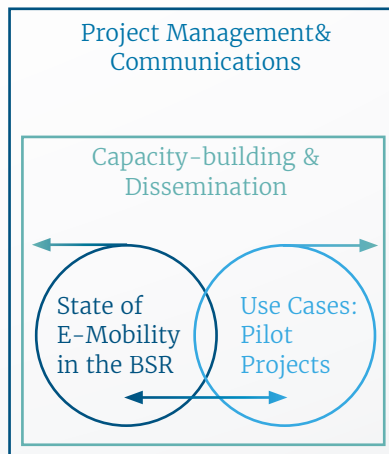 Project Management&
Communications
Capacity-building &
Dissemination
State of
E-Mobility
in the BSR
Use Cases:
Pilot
Projects